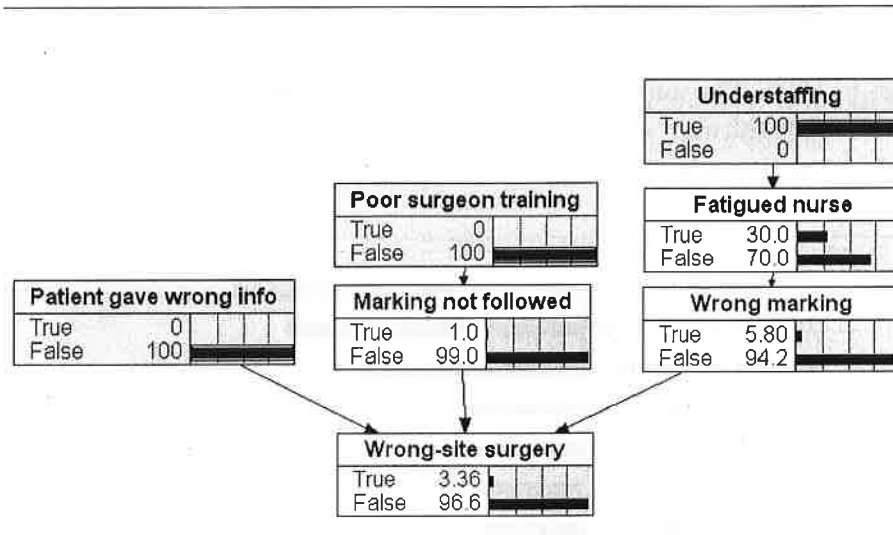 Understaffing
True 100
False 0
Poor surgeon training
True 0
False 100
Fatigued nurse
True 30.0
False 70.0
Patient gave wrong info
True 0
False 100
Marking not followed
True 1.0
False 99.0
Wrong marking
True 5.80
False 94.2
Wrong-site surgery
True 3.36
False 96.6